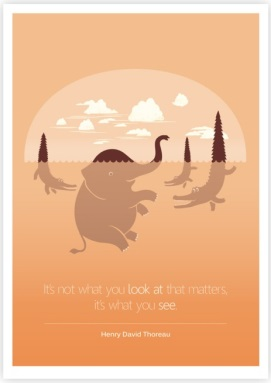 It's not what you look at that matters,
it's what you see.
Henry David Thoreau